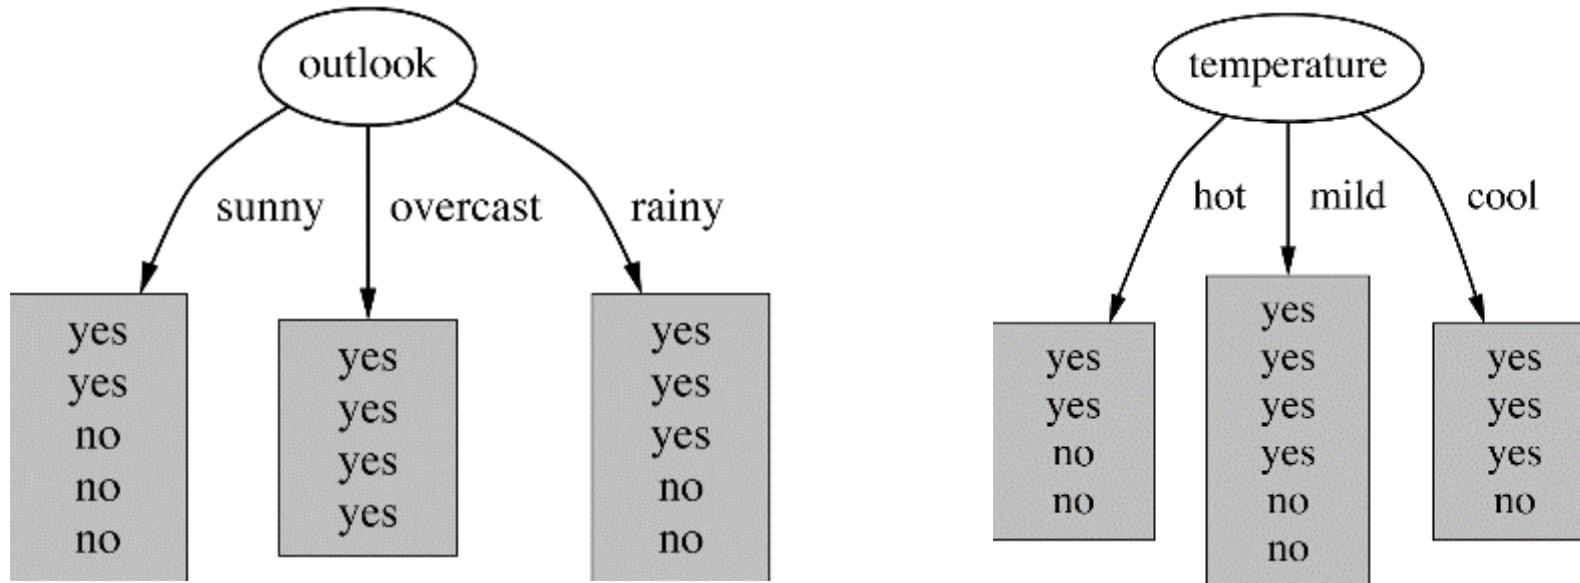 outlook
sunny
overcast
rainy
yes
yes
no
no
no
yes
yes
yes
yes
yes
yes
yes
no
no
temperature
hot
mild
cool
yes
yes
no
no
yes
yes
yes
yes
no
no
yes
yes
yes
no